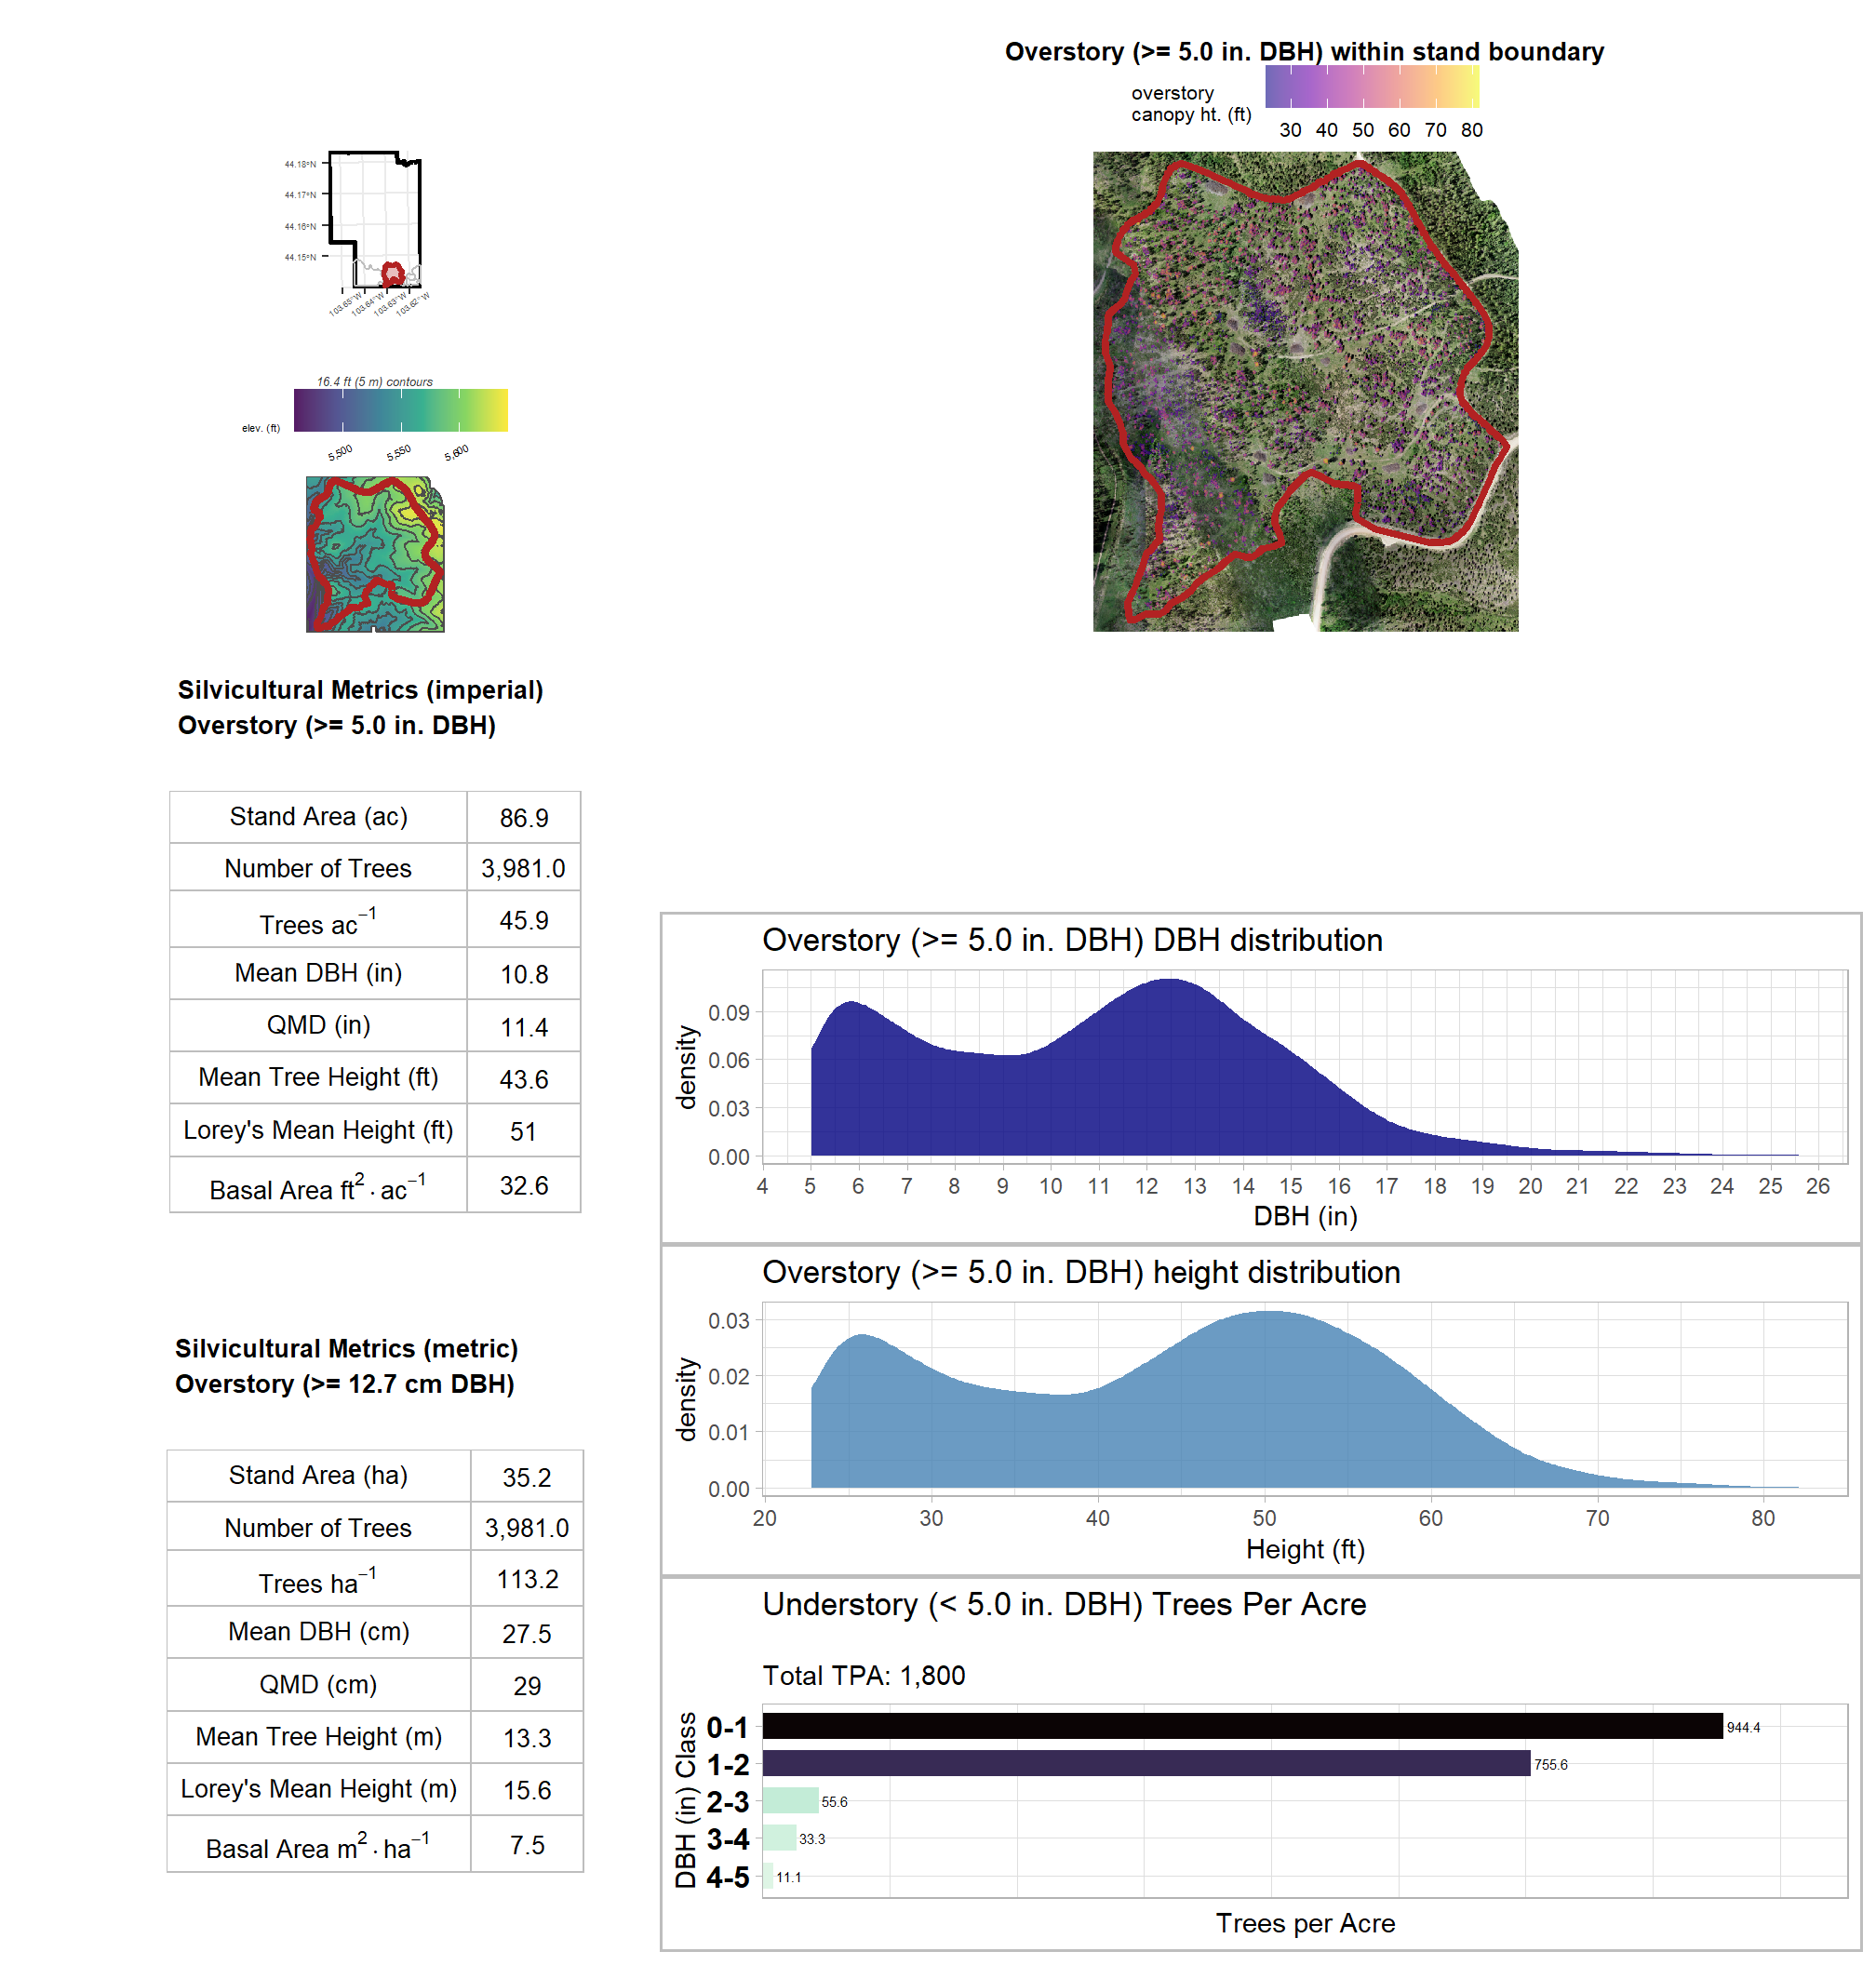 Overstory (>= 5.0 in. DBH) within stand boundary
overstory
canopy ht. (ft)
30 40 50 60 70 80
44.18°N
44.17°N
44.16°N
44.15°N
103.65°W 103.64°W 103.63°W 103.62°W
16.4 ft (5 m) contours
elev. (ft)
5,500 5,550 5,600
Silvicultural Metrics (imperial)
Overstory (>= 5.0 in. DBH)
Stand Area (ac) 86.9
Number of Trees 3,981.0
Trees ac⁻¹ 45.9
Mean DBH (in) 10.8
QMD (in) 11.4
Mean Tree Height (ft) 43.6
Lorey's Mean Height (ft) 51
Basal Area ft² · ac⁻¹ 32.6
Silvicultural Metrics (metric)
Overstory (>= 12.7 cm DBH)
Stand Area (ha) 35.2
Number of Trees 3,981.0
Trees ha⁻¹ 113.2
Mean DBH (cm) 27.5
QMD (cm) 29
Mean Tree Height (m) 13.3
Lorey's Mean Height (m) 15.6
Basal Area m² · ha⁻¹ 7.5
Overstory (>= 5.0 in. DBH) DBH distribution
density
0.09
0.06
0.03
0.00
4 5 6 7 8 9 10 11 12 13 14 15 16 17 18 19 20 21 22 23 24 25 26
DBH (in)
Overstory (>= 5.0 in. DBH) height distribution
density
0.03
0.02
0.01
0.00
20 30 40 50 60 70 80
Height (ft)
Understory (< 5.0 in. DBH) Trees Per Acre
Total TPA: 1,800
DBH (in) Class
0-1 944.4
1-2 755.6
2-3 55.6
3-4 33.3
4-5 11.1
Trees per Acre